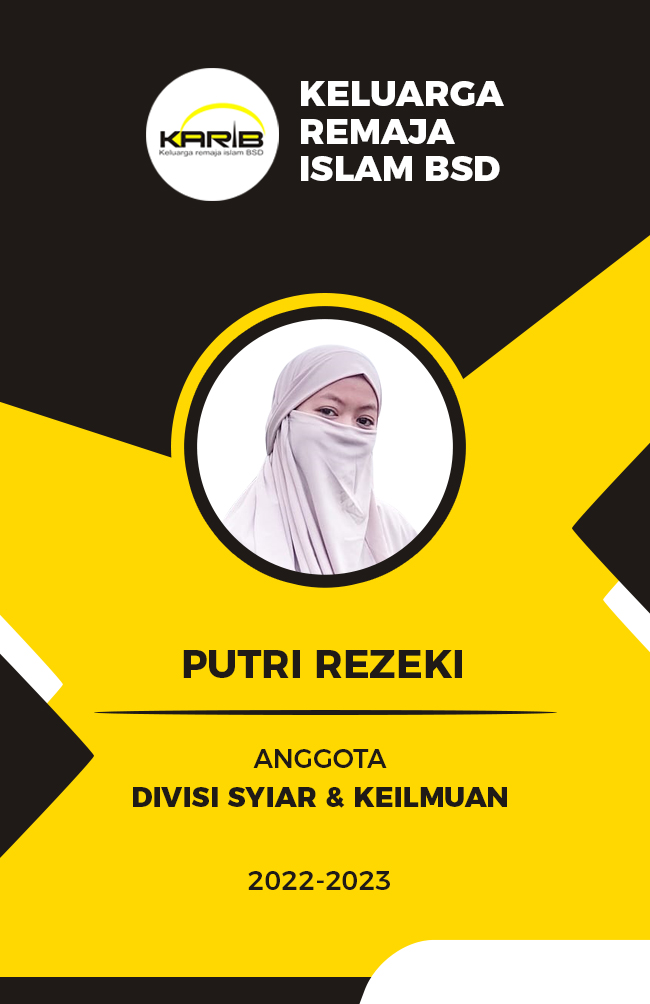 KARIB
Keluarga remaja islam BSD
KELUARGA
REMAJA
ISLAM BSD
PUTRI REZEKI
ANGGOTA
DIVISI SYIAR & KEILMUAN
2022-2023